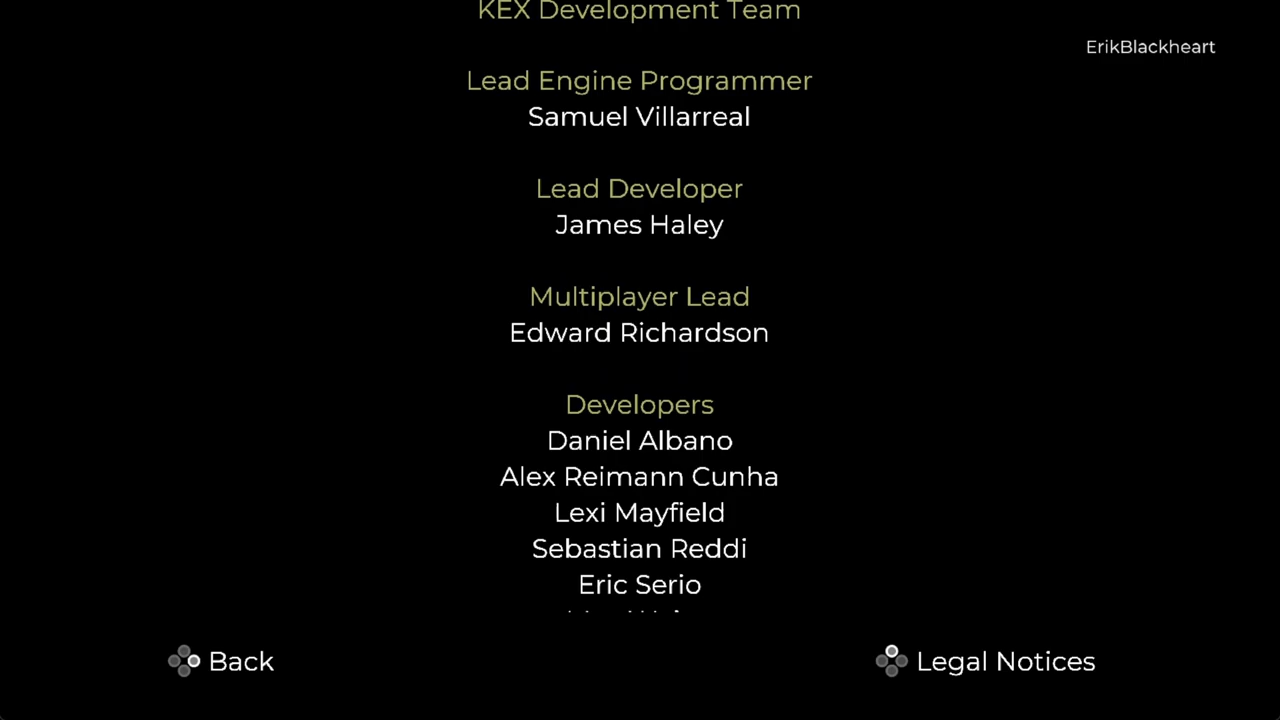 KEX Development Team
ErikBlackheart
Lead Engine Programmer
Samuel Villarreal
Lead Developer
James Haley
Multiplayer Lead
Edward Richardson
Developers
Daniel Albano
Alex Reimann Cunha
Lexi Mayfield
Sebastian Reddi
Eric Serio
Back
Legal Notices